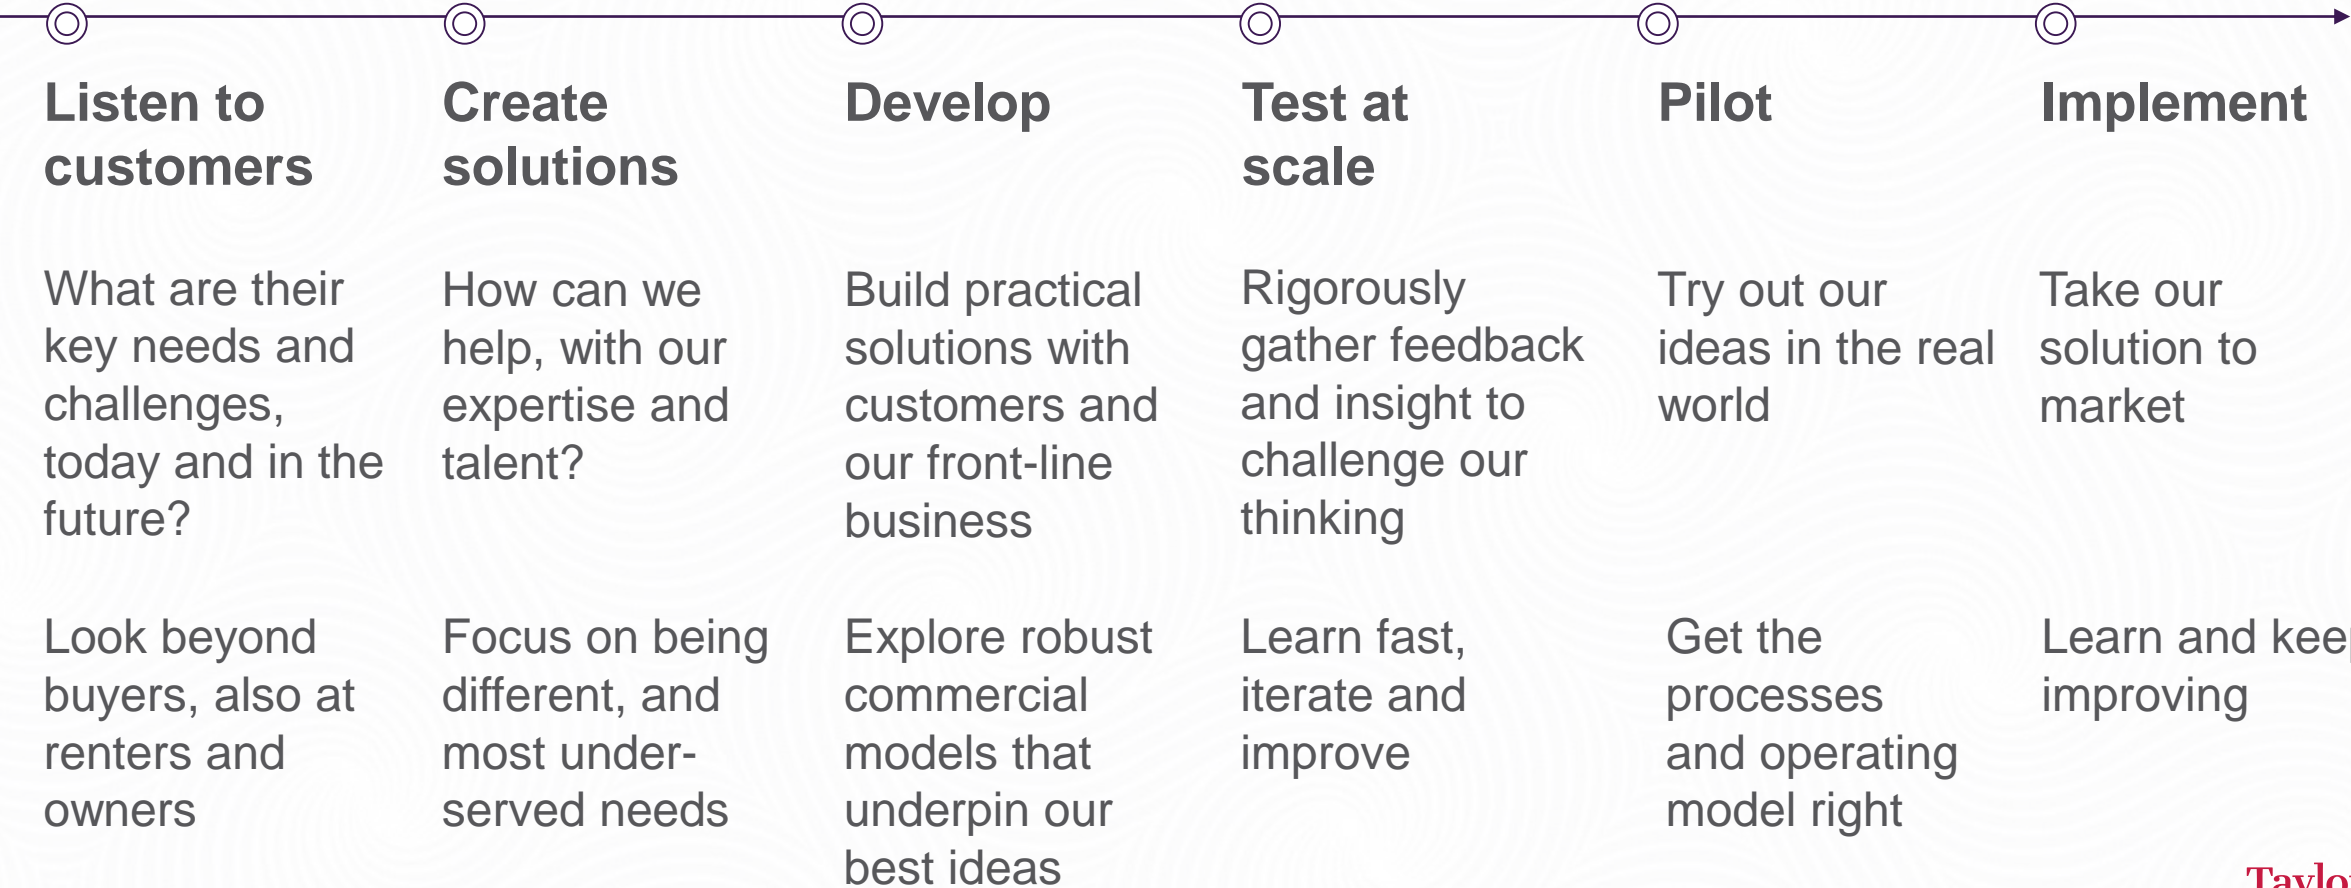 Listen to
customers
What are their
key needs and
challenges,
today and in the
future?
Look beyond
buyers, also at
renters and
owners
Create
solutions
How can we
help, with our
expertise and
talent?
Focus on being
different, and
most under-
served needs
Develop
Build practical
solutions with
customers and
our front-line
business
Explore robust
commercial
models that
underpin our
best ideas
Test at
scale
Rigorously
gather feedback
and insight to
challenge our
thinking
Learn fast,
iterate and
improve
Pilot
Try out our
ideas in the real
world
Get the
processes
and operating
model right
Implement
Take our
solution to
market
Learn and keep
improving